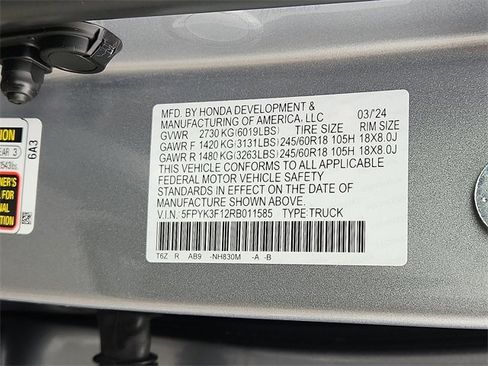 MFD. BY HONDA DEVELOPMENT &
MANUFACTURING OF AMERICA, LLC 03/'24
GVWR 2730 KG(6019LBS) TIRE SIZE RIM SIZE
GAWR F 1420 KG(3131LBS) 245/60R18 105H 18X8.0J
GAWR R 1480 KG(3263LBS) 245/60R18 105H 18X8.0J
THIS VEHICLE CONFORMS TO ALL APPLICABLE
FEDERAL MOTOR VEHICLE SAFETY
STANDARDS IN EFFECT ON THE DATE OF
MANUFACTURE SHOWN ABOVE.
V.I.N.: 5FPYK3F12RB011585 TYPE:TRUCK
T6Z R AB9 -NH830M -A -B
6A3